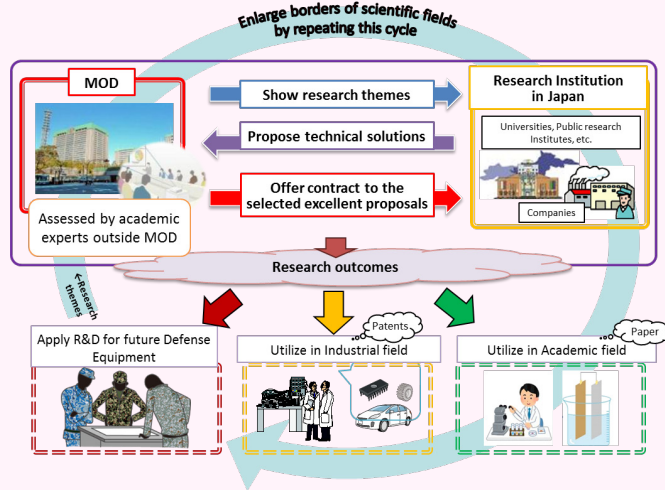 Enlarge borders of scientific fields
by repeating this cycle
MOD
Show research themes
Research Institution
in Japan
Propose technical solutions
Universities, Public research
Institutes, etc.
Offer contract to the
selected excellent proposals
Companies
Assessed by academic
experts outside MOD
Research outcomes
←Research
themes
Patents
Paper
Apply R&D for future Defense
Equipment
Utilize in Industrial field
Utilize in Academic field